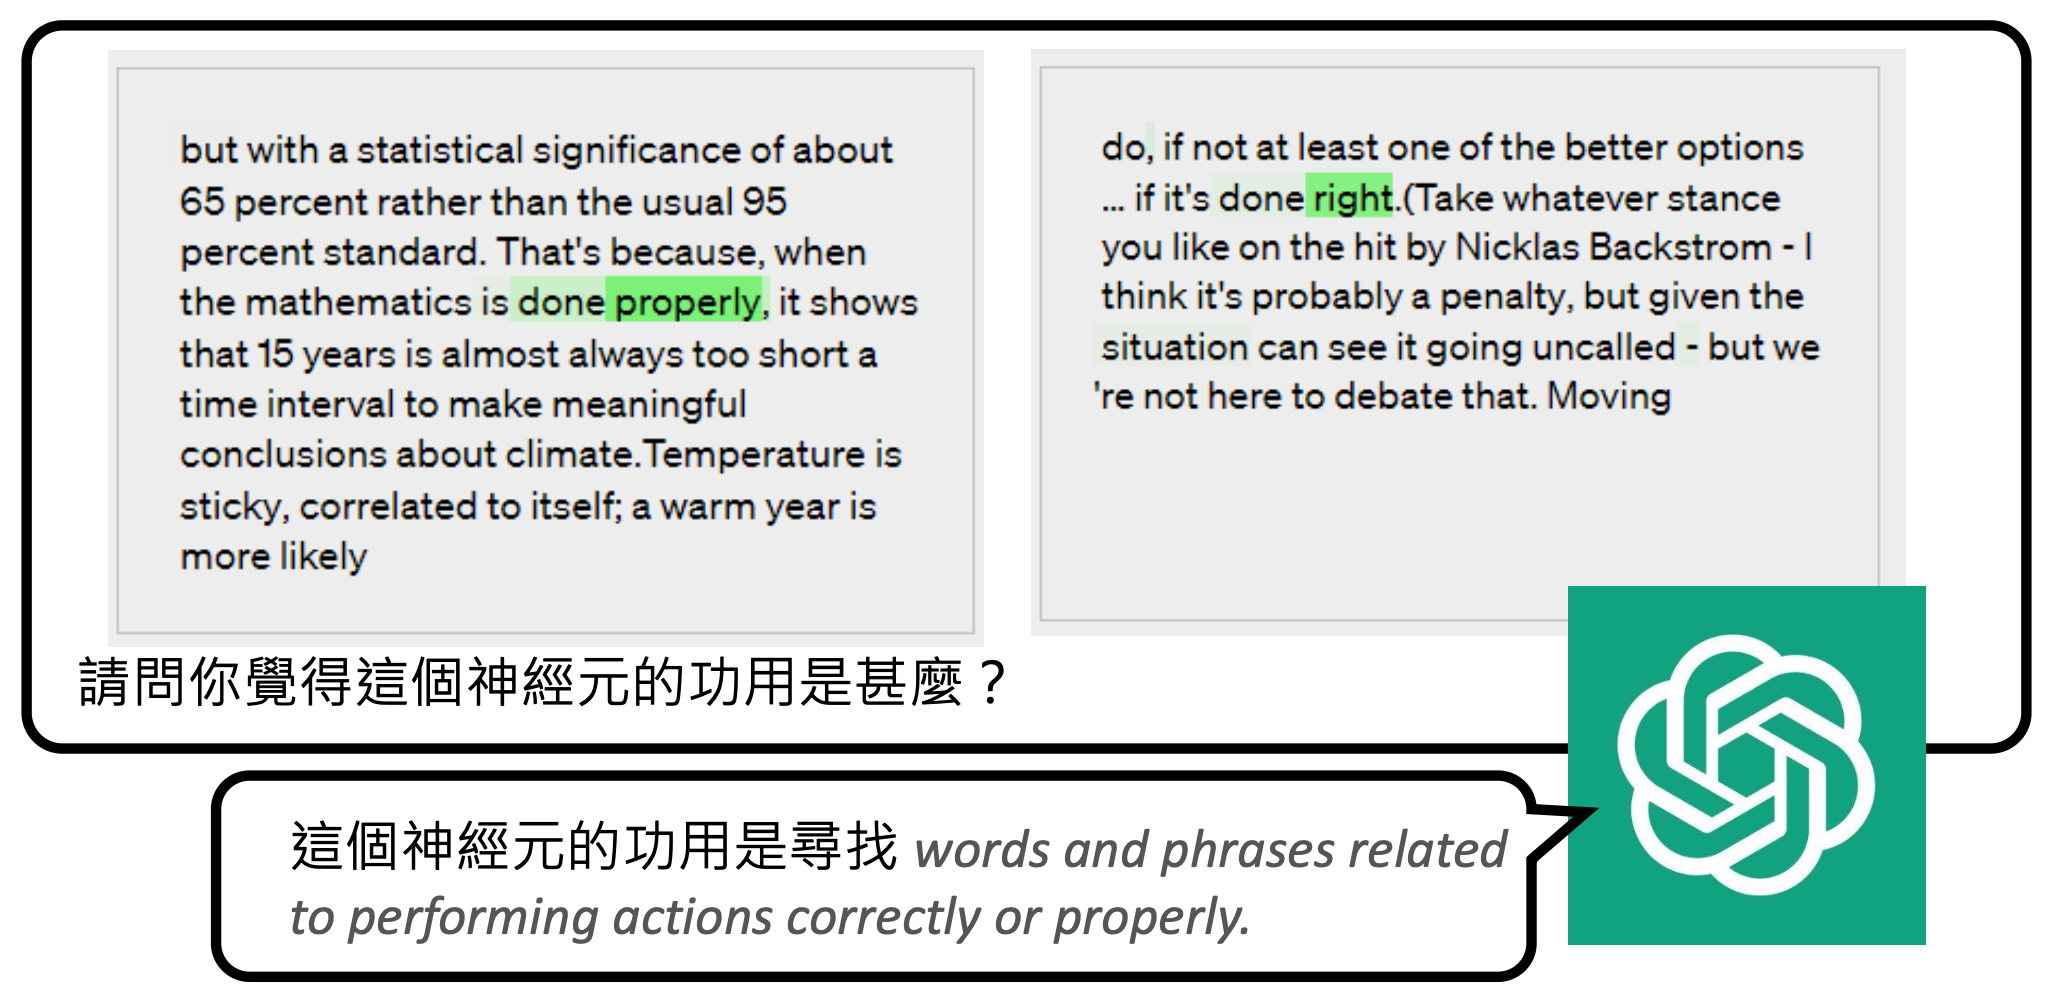 but with a statistical significance of about
65 percent rather than the usual 95
percent standard. That's because, when
the mathematics is done properly, it shows
that 15 years is almost always too short a
time interval to make meaningful
conclusions about climate.Temperature is
sticky, correlated to itself; a warm year is
more likely
do, if not at least one of the better options
... if it's done right.(Take whatever stance
you like on the hit by Nicklas Backstrom - I
think it's probably a penalty, but given the
situation can see it going uncalled - but we
're not here to debate that. Moving
請問你覺得這個神經元的功用是甚麼？
這個神經元的功用是尋找 words and phrases related
to performing actions correctly or properly.